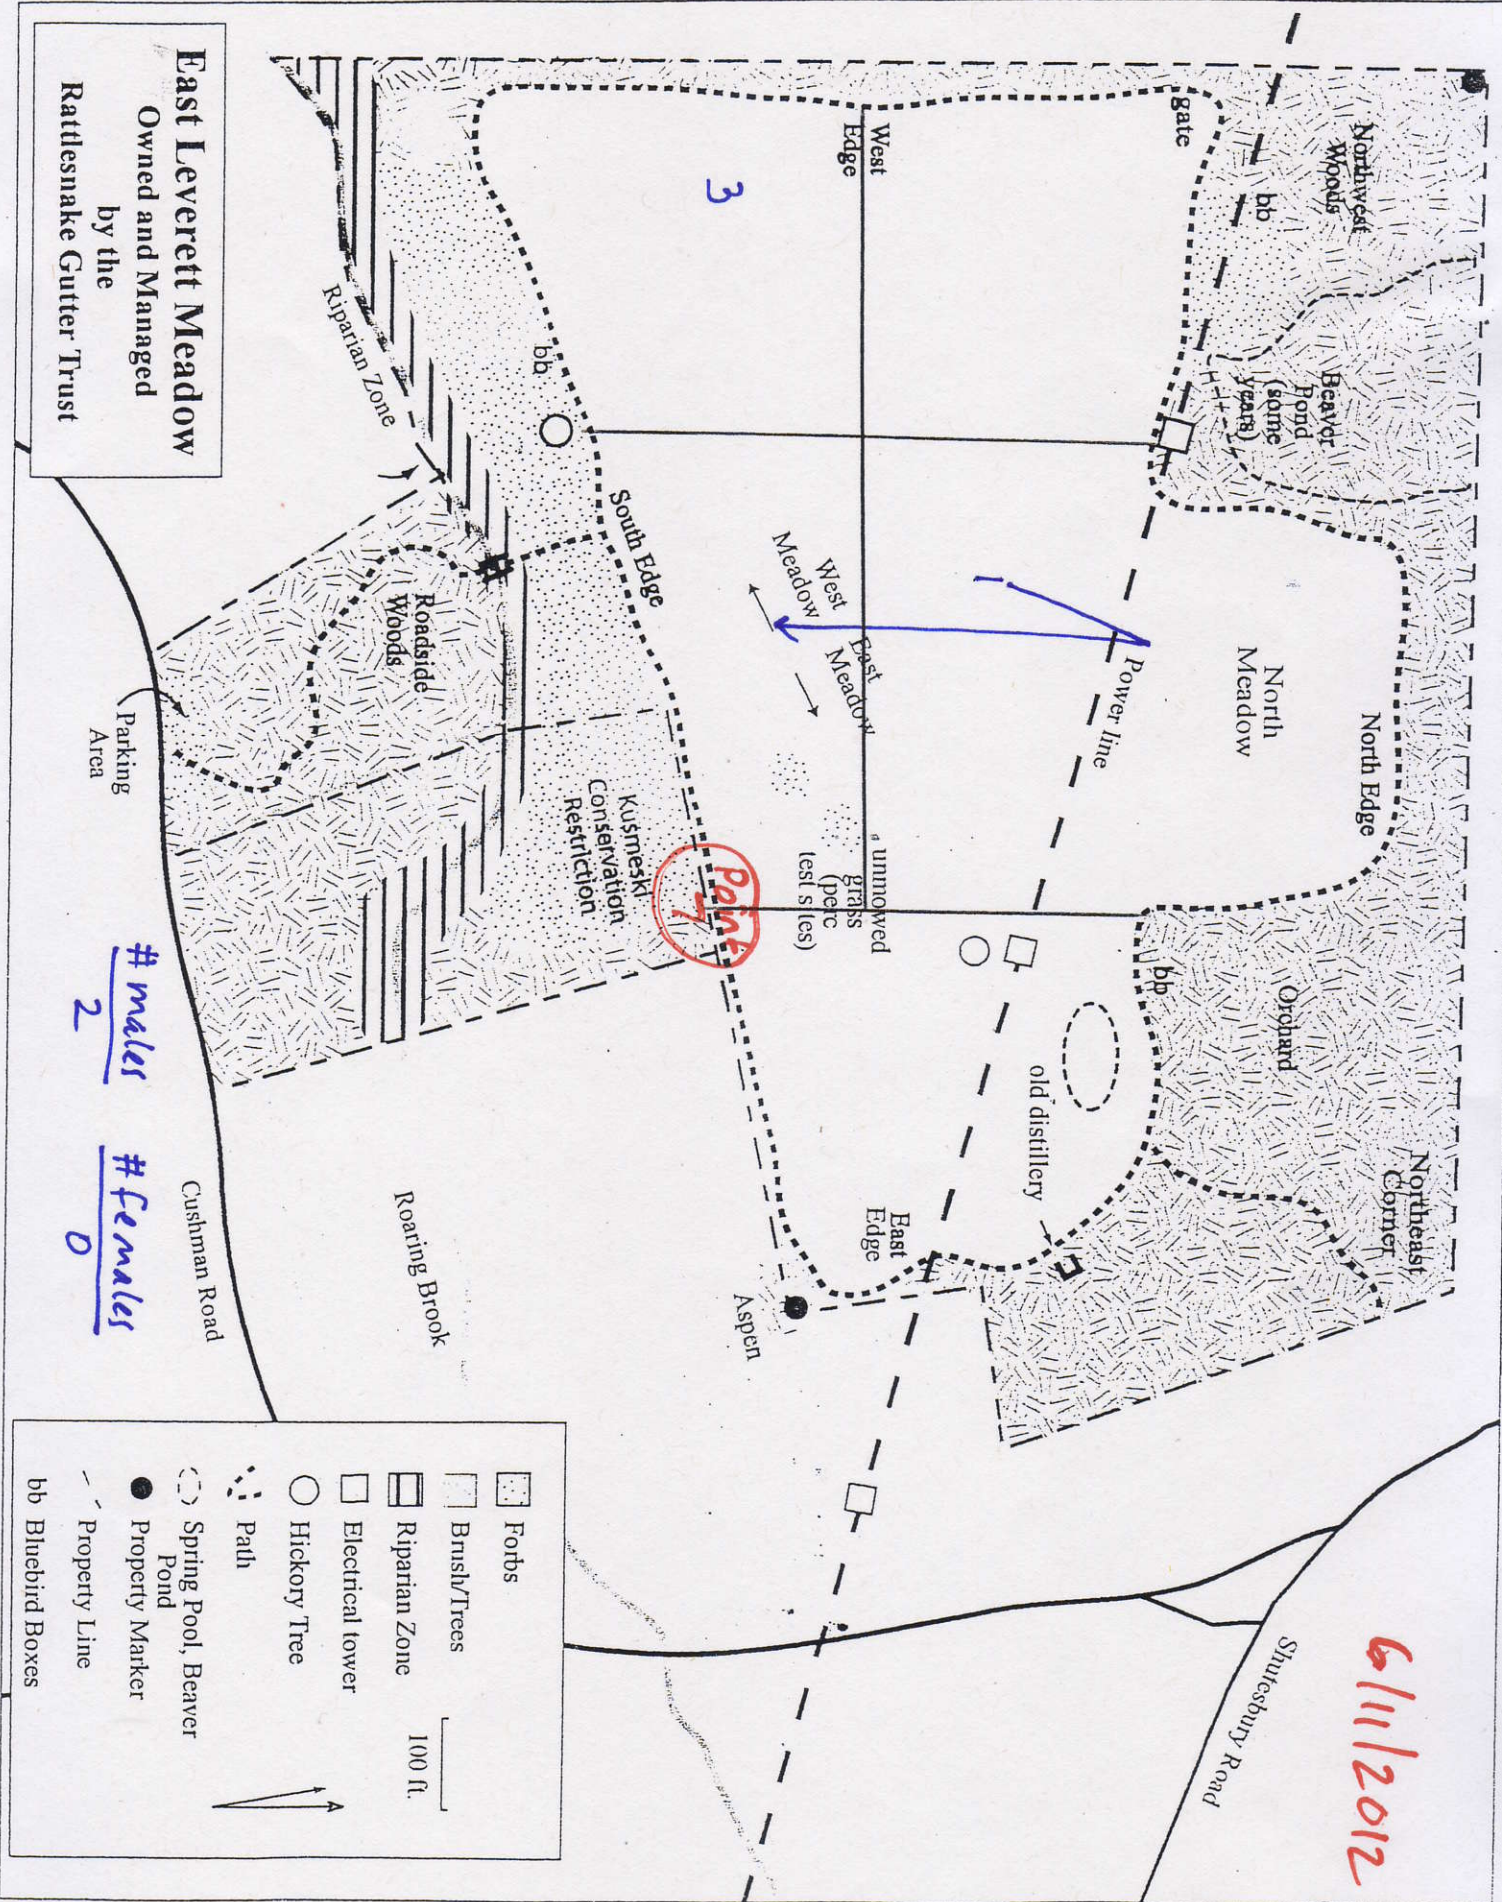 6/11/2012
Northwest
Woods
Beaver
Pond
(some
years)
bb
gate
North Edge
North
Meadow
Northeast
Corner
Orchard
bb
Power line
West
Edge
3
1
West
Meadow
East
Meadow
unmowed
grass
(perc
test sites)
old distillery
East
Edge
Aspen
Point
South Edge
bb
Kusmeski
Conservation
Restriction
Riparian Zone
Roadside
Woods
Parking
Area
Roaring Brook
Cushman Road
Shutesbury Road
East Leverett Meadow
Owned and Managed
by the
Rattlesnake Gutter Trust
# males
2
# females
0
Forbs
Brush/Trees
Riparian Zone
Electrical tower
Hickory Tree
Path
Spring Pool, Beaver
Pond
Property Marker
Property Line
bb Bluebird Boxes
100 ft.